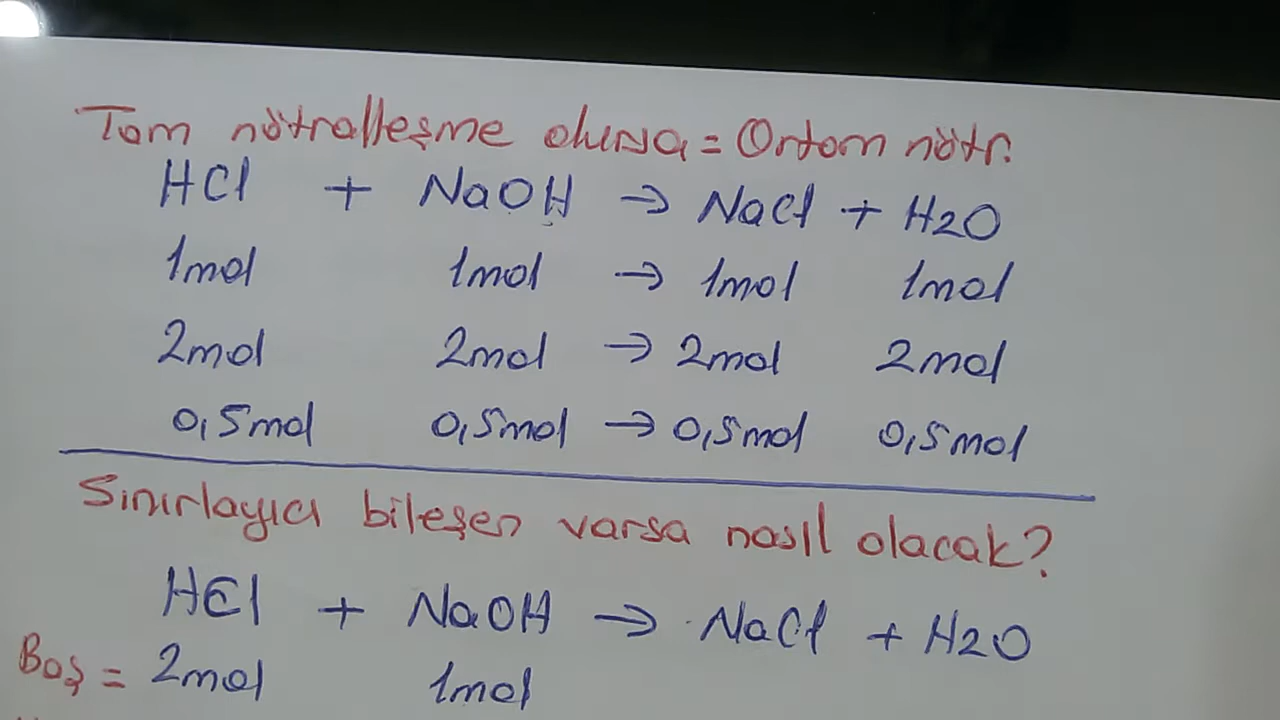 Tam nötralleşme olursa = Ortam nötr.
HCl + NaOH → NaCl + H2O
1mol 1mol → 1mol 1mol
2mol 2mol → 2mol 2mol
0,5mol 0,5mol → 0,5mol 0,5mol
Sınırlayıcı bileşen varsa nasıl olacak?
HCl + NaOH → NaCl + H2O
Baş = 2mol 1mol